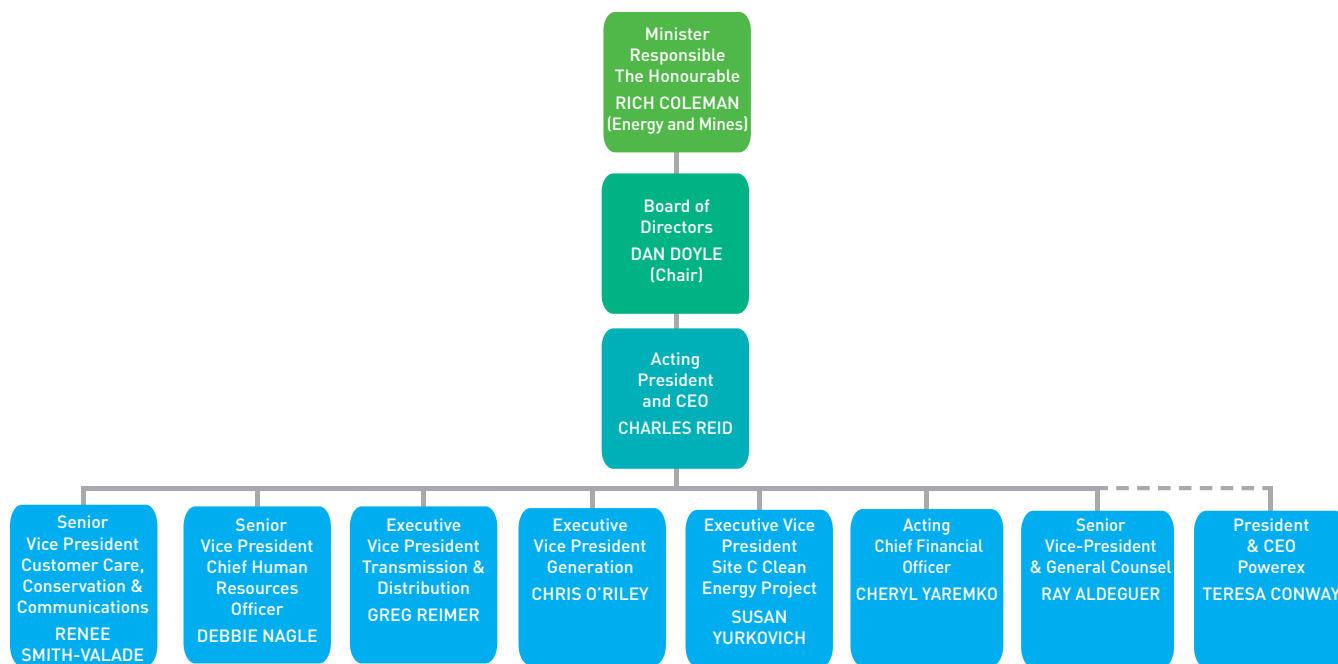 Minister
Responsible
The Honourable
RICH COLEMAN
(Energy and Mines)
Board of
Directors
DAN DOYLE
(Chair)
Acting
President
and CEO
CHARLES REID
Senior
Vice President
Customer Care,
Conservation &
Communications
RENEE
SMITH-VALADE
Senior
Vice President
Chief Human
Resources
Officer
DEBBIE NAGLE
Executive
Vice President
Transmission &
Distribution
GREG REIMER
Executive
Vice President
Generation
CHRIS O'RILEY
Executive Vice
President
Site C Clean
Energy Project
SUSAN
YURKOVICH
Acting
Chief Financial
Officer
CHERYL YAREMKO
Senior
Vice-President
& General Counsel
RAY ALDEGUER
President
& CEO
Powerex
TERESA CONWAY